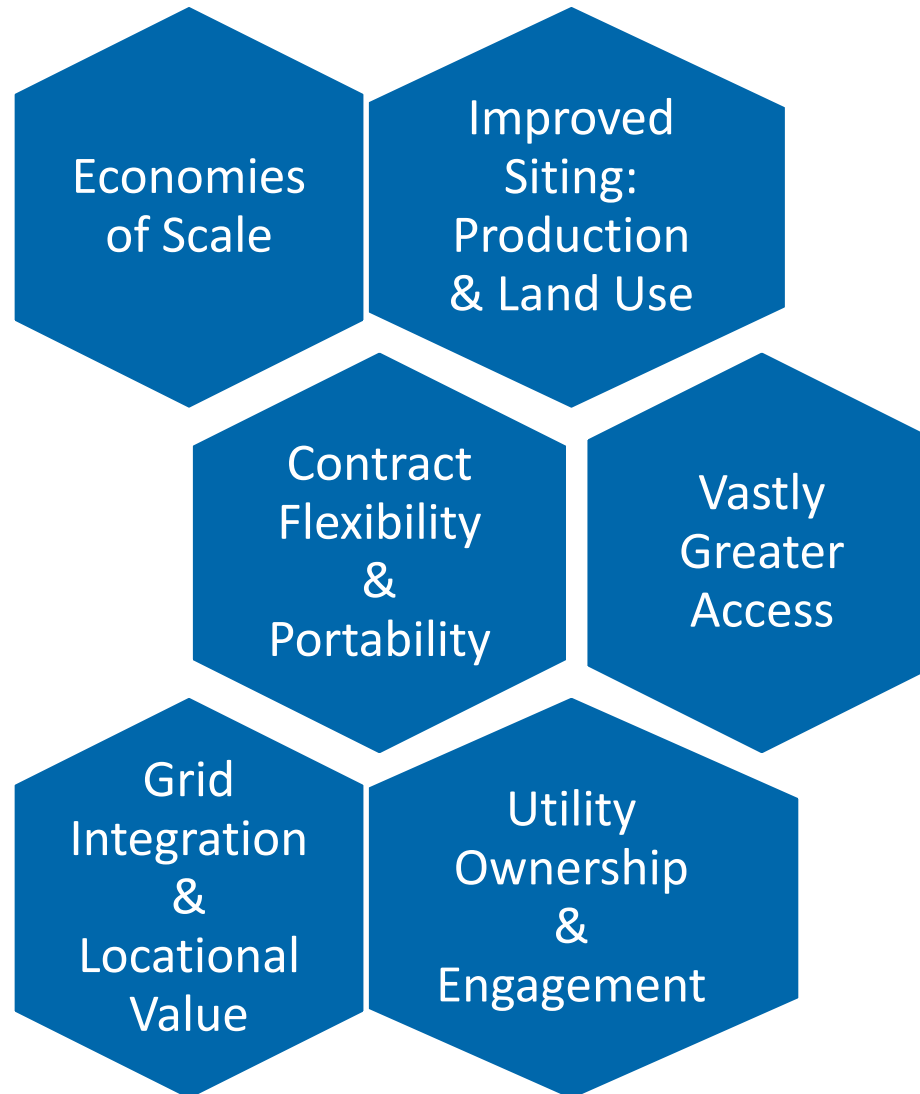 Economies
of Scale
Improved
Siting:
Production
& Land Use
Contract
Flexibility
&
Portability
Vastly
Greater
Access
Grid
Integration
&
Locational
Value
Utility
Ownership
&
Engagement